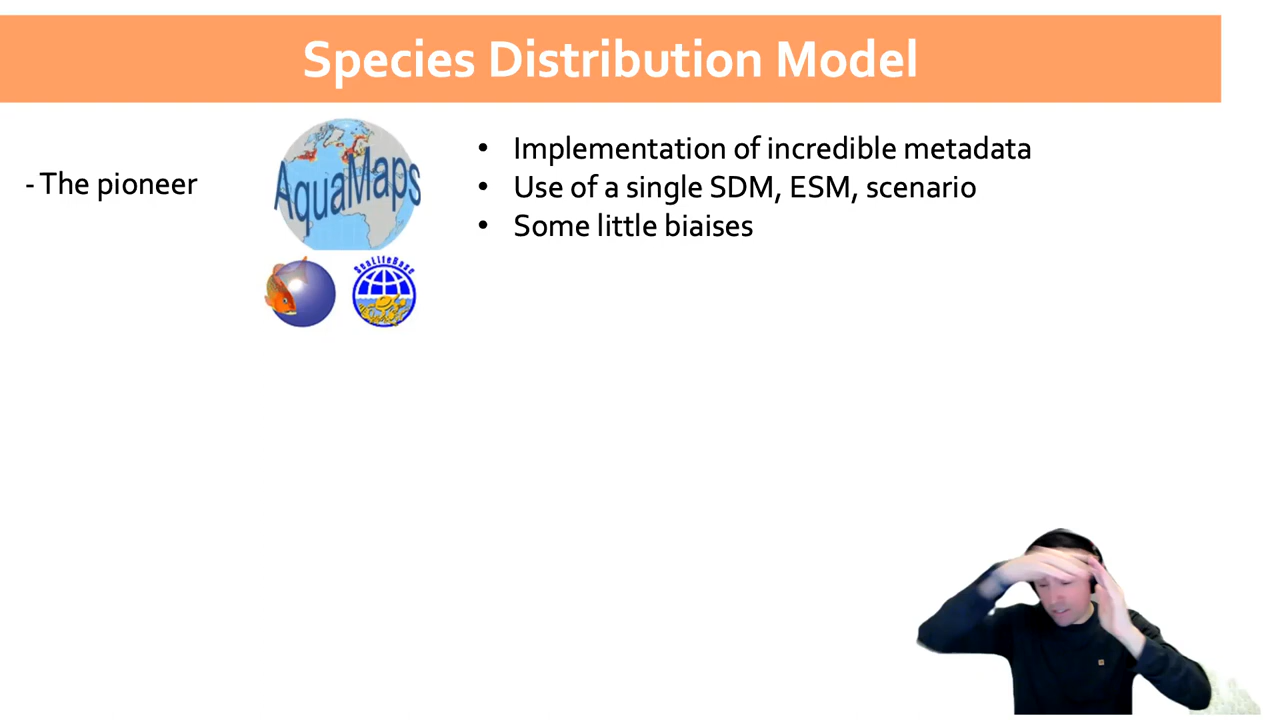 Species Distribution Model
- The pioneer
AquaMaps
SeaLifeBase
• Implementation of incredible metadata
• Use of a single SDM, ESM, scenario
• Some little biaises